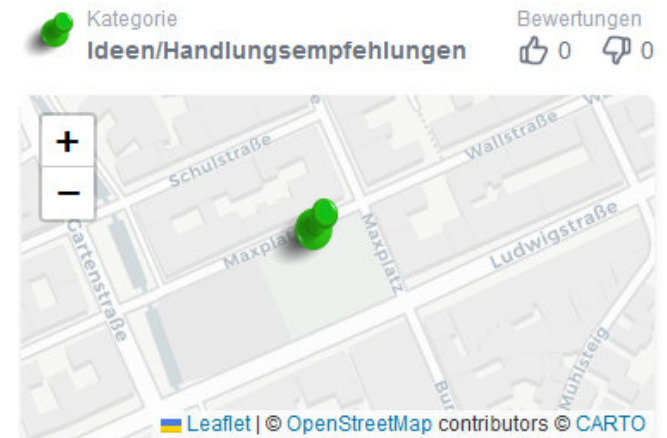 Kategorie
Ideen/Handlungsempfehlungen
Bewertungen
0 0
+
−
Schulstraße
Wallstraße
Maxplatz
Maxplatz
Gartenstraße
Ludwigstraße
Mühlsteig
Leaflet | © OpenStreetMap contributors © CARTO